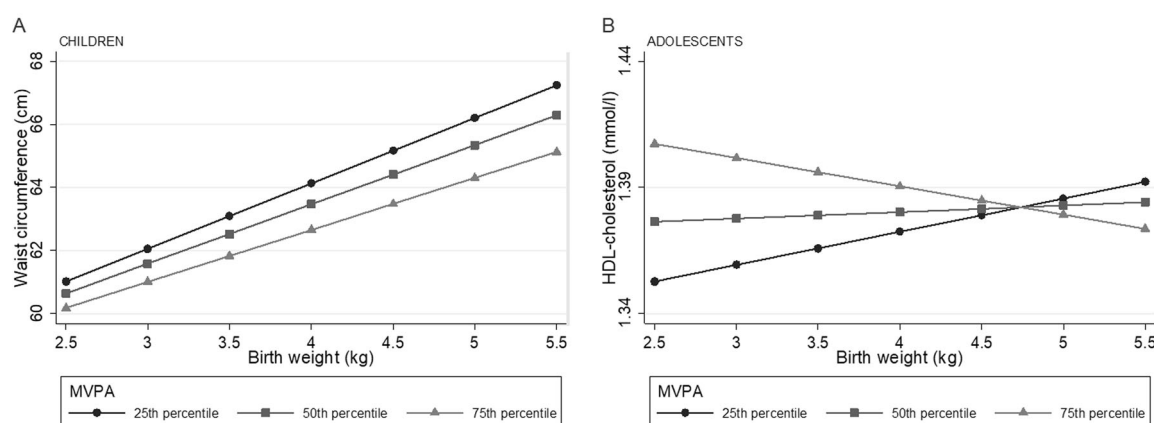 A
CHILDREN
Waist circumference (cm)
68
66
64
62
60
2.5 3 3.5 4 4.5 5 5.5
Birth weight (kg)
MVPA
25th percentile 50th percentile 75th percentile
B
ADOLESCENTS
HDL-cholesterol (mmol/l)
1.44
1.39
1.34
2.5 3 3.5 4 4.5 5 5.5
Birth weight (kg)
MVPA
25th percentile 50th percentile 75th percentile